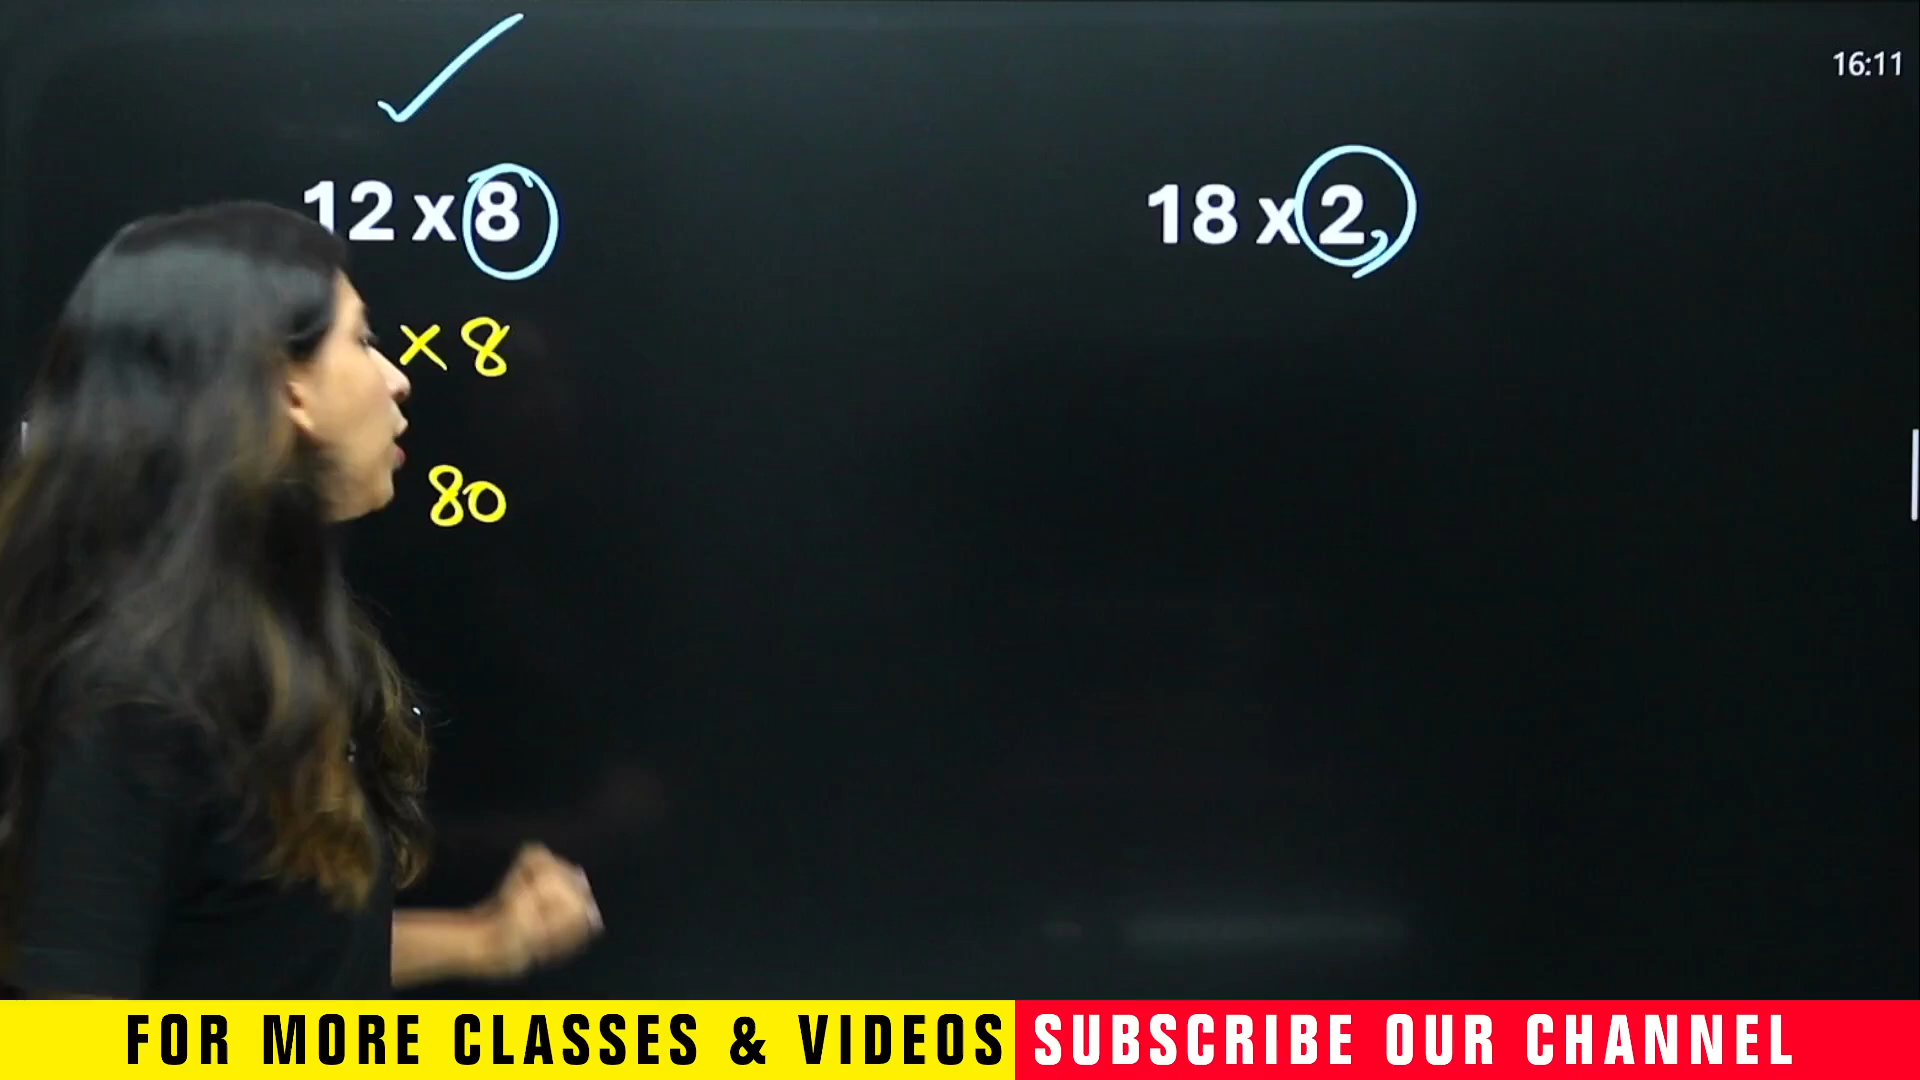 16:11
12 x 8
18 x 2,
× 8
80
FOR MORE CLASSES & VIDEOS SUBSCRIBE OUR CHANNEL